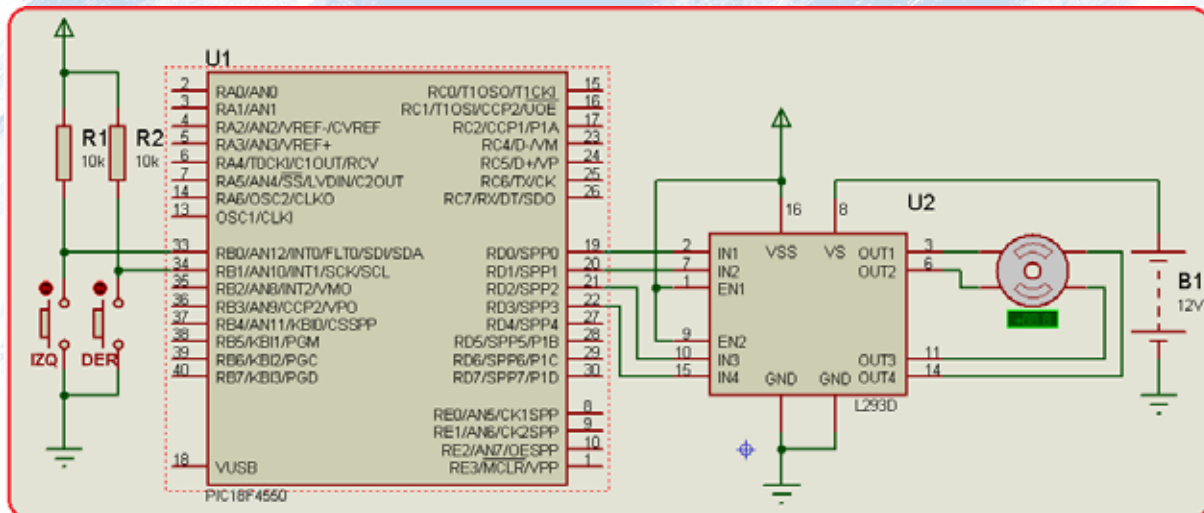 U1
R1
10k
R2
10k
2 RA0/AN0
3 RA1/AN1
4 RA2/AN2/VREF-/CVREF
5 RA3/AN3/VREF+
6 RA4/T0CKI/C1OUT/RCV
7 RA5/AN4/SS/LVDIN/C2OUT
14 RA6/OSC2/CLKO
13 OSC1/CLKI
33 RB0/AN12/INT0/FLT0/SDI/SDA
34 RB1/AN10/INT1/SCK/SCL
35 RB2/AN8/INT2/VMO
36 RB3/AN9/CCP2/VPO
37 RB4/AN11/KBI0/CSSPP
38 RB5/KBI1/PGM
39 RB6/KBI2/PGC
40 RB7/KBI3/PGD
18 VUSB
RC0/T1OSO/T1CKI 15
RC1/T1OSI/CCP2/UOE 16
RC2/CCP1/P1A 17
RC4/D-/VM 23
RC5/D+/VP 24
RC6/TX/CK 25
RC7/RX/DT/SDO 26
RD0/SPP0 19
RD1/SPP1 20
RD2/SPP2 21
RD3/SPP3 22
RD4/SPP4 27
RD5/SPP5/P1B 28
RD6/SPP6/P1C 29
RD7/SPP7/P1D 30
RE0/AN5/CK1SPP 8
RE1/AN6/CK2SPP 9
RE2/AN7/OESPP 10
RE3/MCLR/VPP 1
PIC18F4550
IZQ
DER
U2
16
8
VSS
VS
2 IN1
7 IN2
1 EN1
9 EN2
10 IN3
15 IN4
OUT1 3
OUT2 6
OUT3 11
OUT4 14
GND
GND
L293D
B1
12V